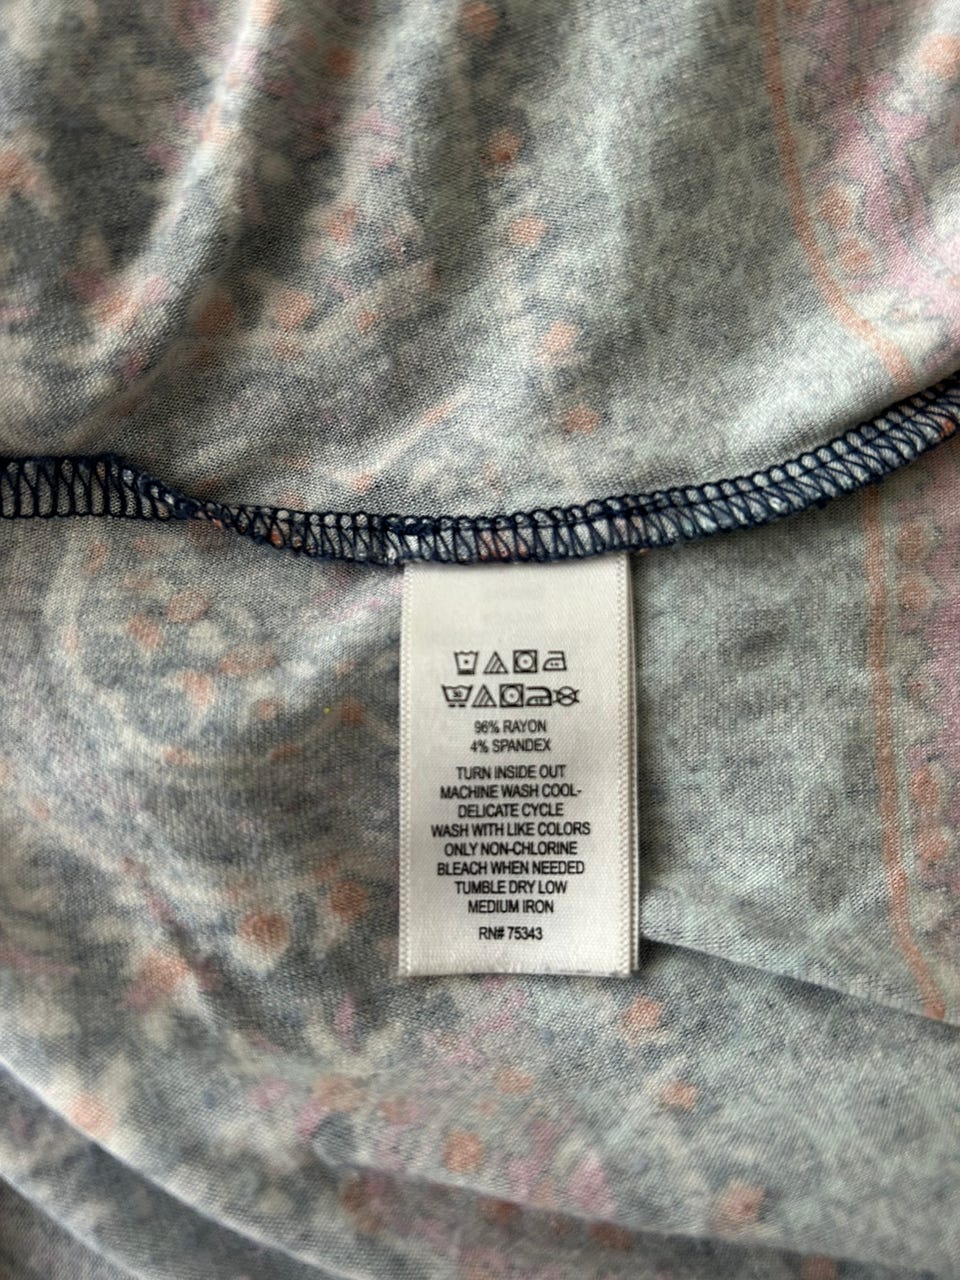 96% RAYON
4% SPANDEX
TURN INSIDE OUT
MACHINE WASH COOL-
DELICATE CYCLE
WASH WITH LIKE COLORS
ONLY NON-CHLORINE
BLEACH WHEN NEEDED
TUMBLE DRY LOW
MEDIUM IRON
RN# 75343